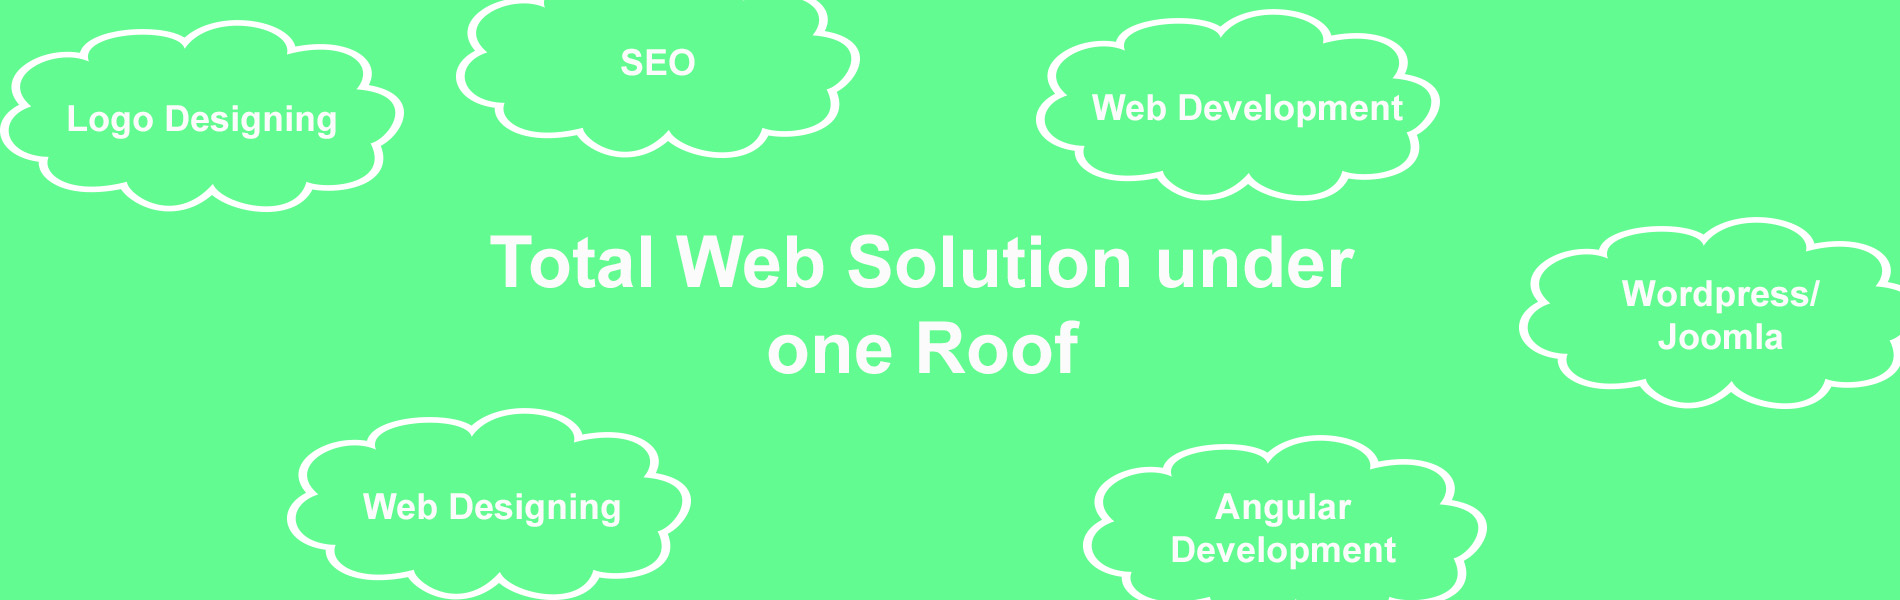 SEO
Logo Designing
Web Development
Total Web Solution under
one Roof
Wordpress/
Joomla
Web Designing
Angular
Development